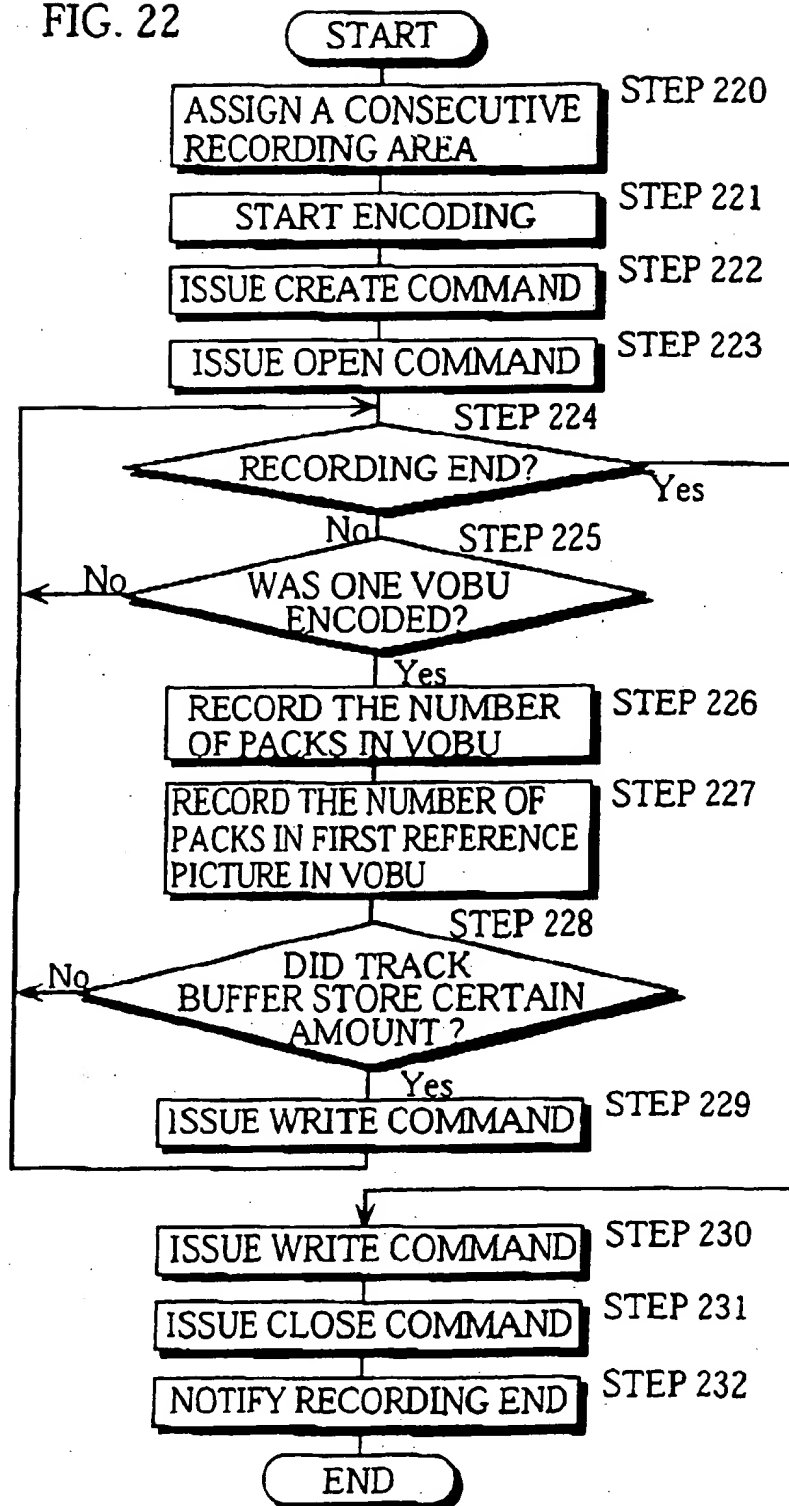 FIG. 22
START
ASSIGN A CONSECUTIVE
RECORDING AREA
STEP 220
START ENCODING
STEP 221
ISSUE CREATE COMMAND
STEP 222
ISSUE OPEN COMMAND
STEP 223
STEP 224
RECORDING END?
Yes
No
STEP 225
No
WAS ONE VOBU
ENCODED?
Yes
RECORD THE NUMBER
OF PACKS IN VOBU
STEP 226
RECORD THE NUMBER OF
PACKS IN FIRST REFERENCE
PICTURE IN VOBU
STEP 227
STEP 228
No
DID TRACK
BUFFER STORE CERTAIN
AMOUNT ?
Yes
ISSUE WRITE COMMAND
STEP 229
ISSUE WRITE COMMAND
STEP 230
ISSUE CLOSE COMMAND
STEP 231
NOTIFY RECORDING END
STEP 232
END